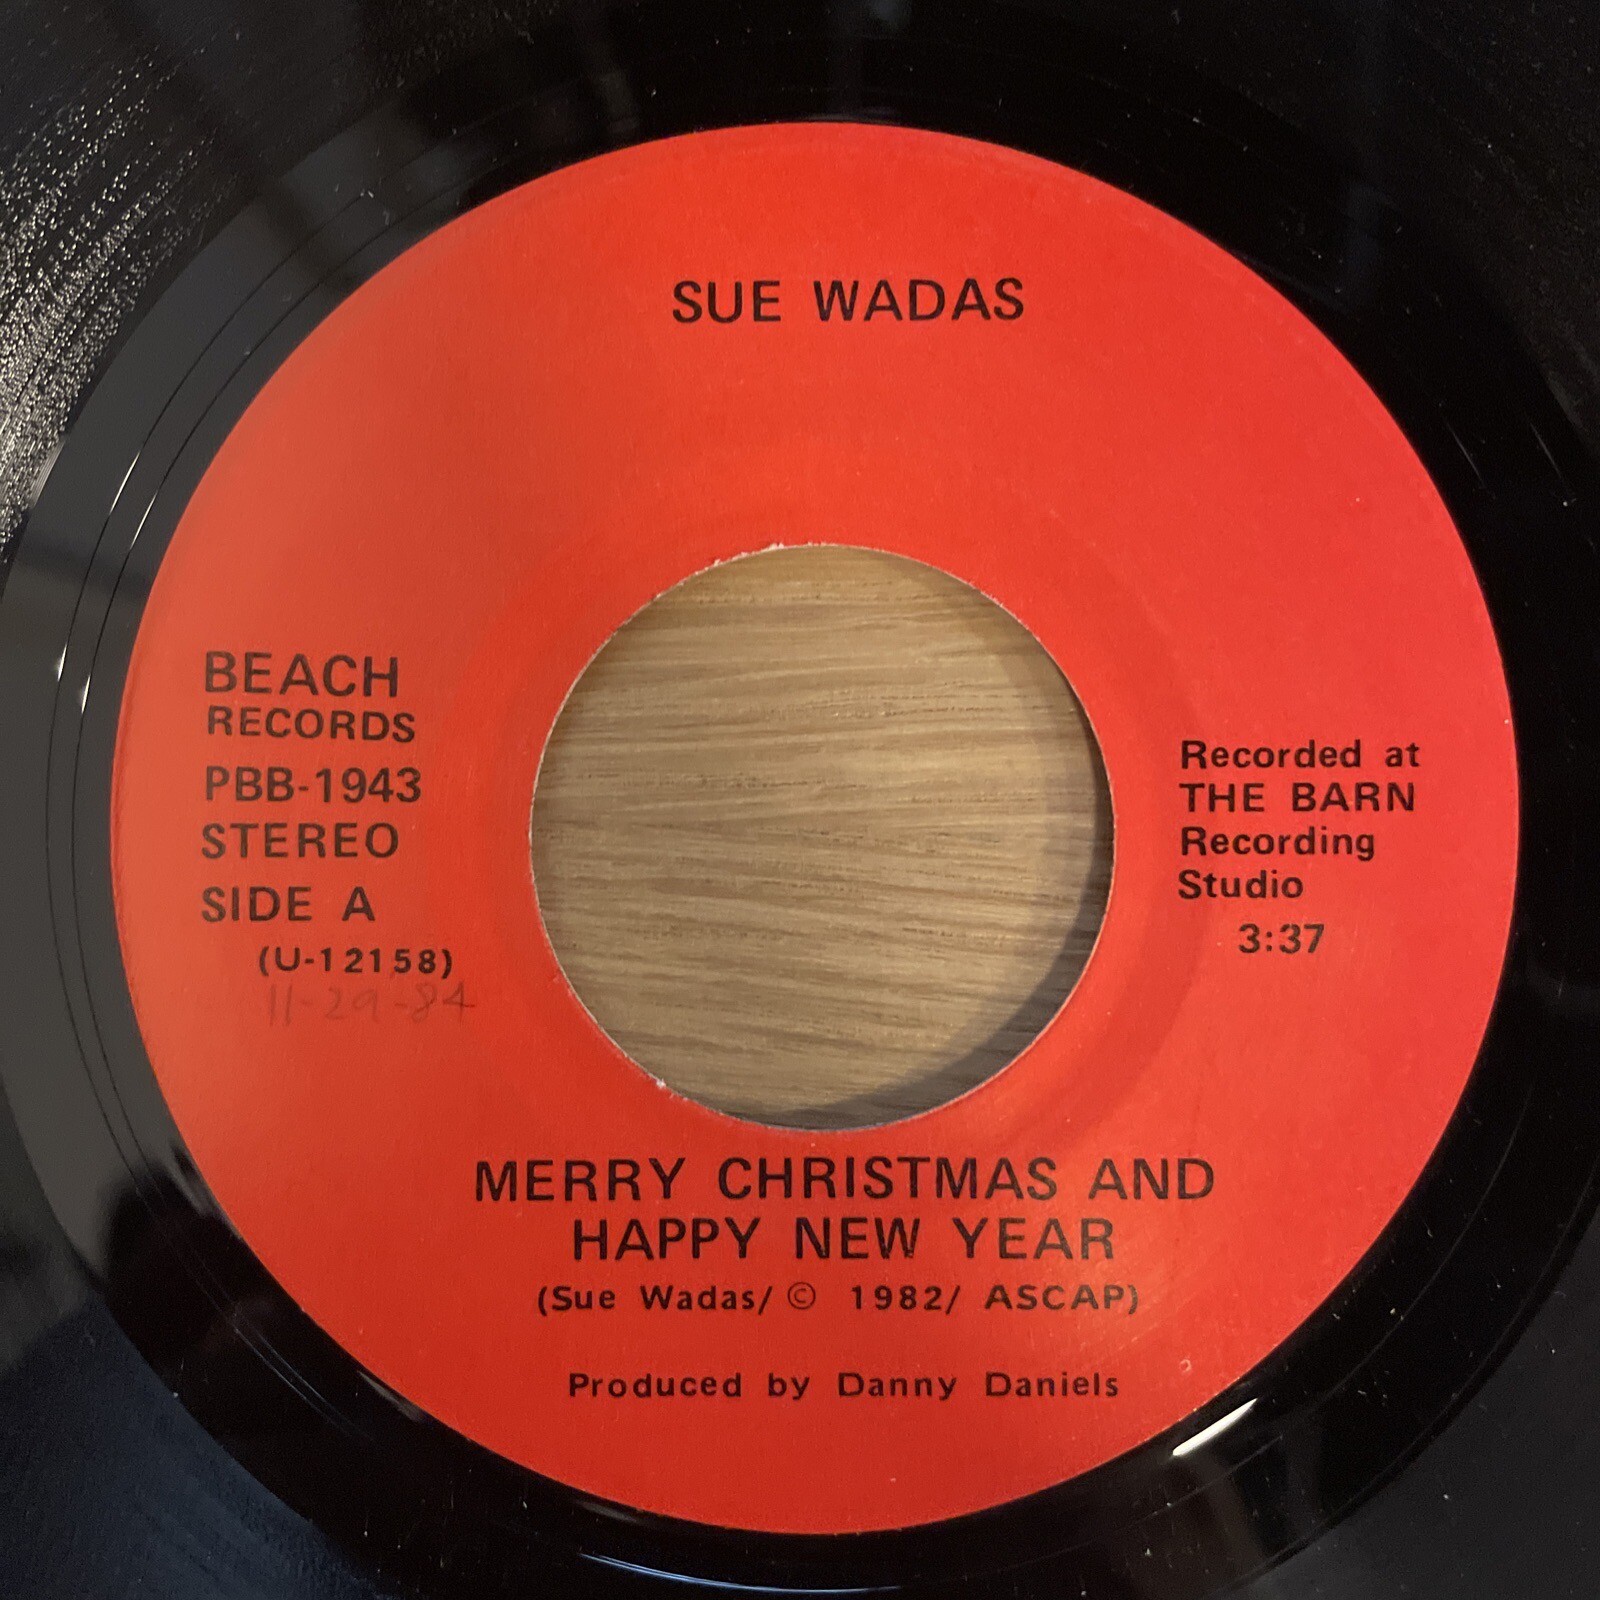 SUE WADAS
BEACH
RECORDS
PBB-1943
STEREO
SIDE A
(U-12158)
11-29-84
Recorded at
THE BARN
Recording
Studio
3:37
MERRY CHRISTMAS AND
HAPPY NEW YEAR
(Sue Wadas/ © 1982/ ASCAP)
Produced by Danny Daniels